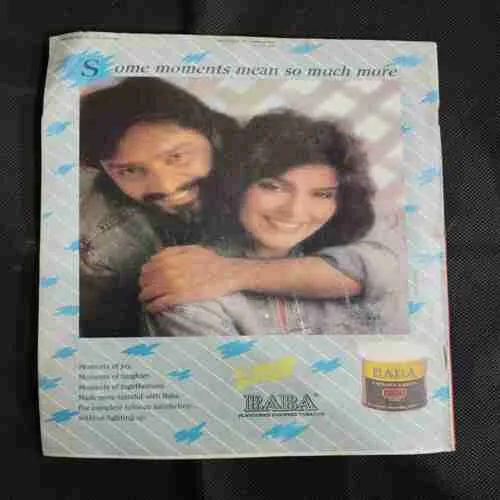 Some moments mean so much more
Moments of joy.
Moments of laughter.
Moments of togetherness.
Made more tasteful with Baba.
For complete tobacco satisfaction
without lighting up.
BABA
FLAVOURED CHEWING TOBACCO
BABA